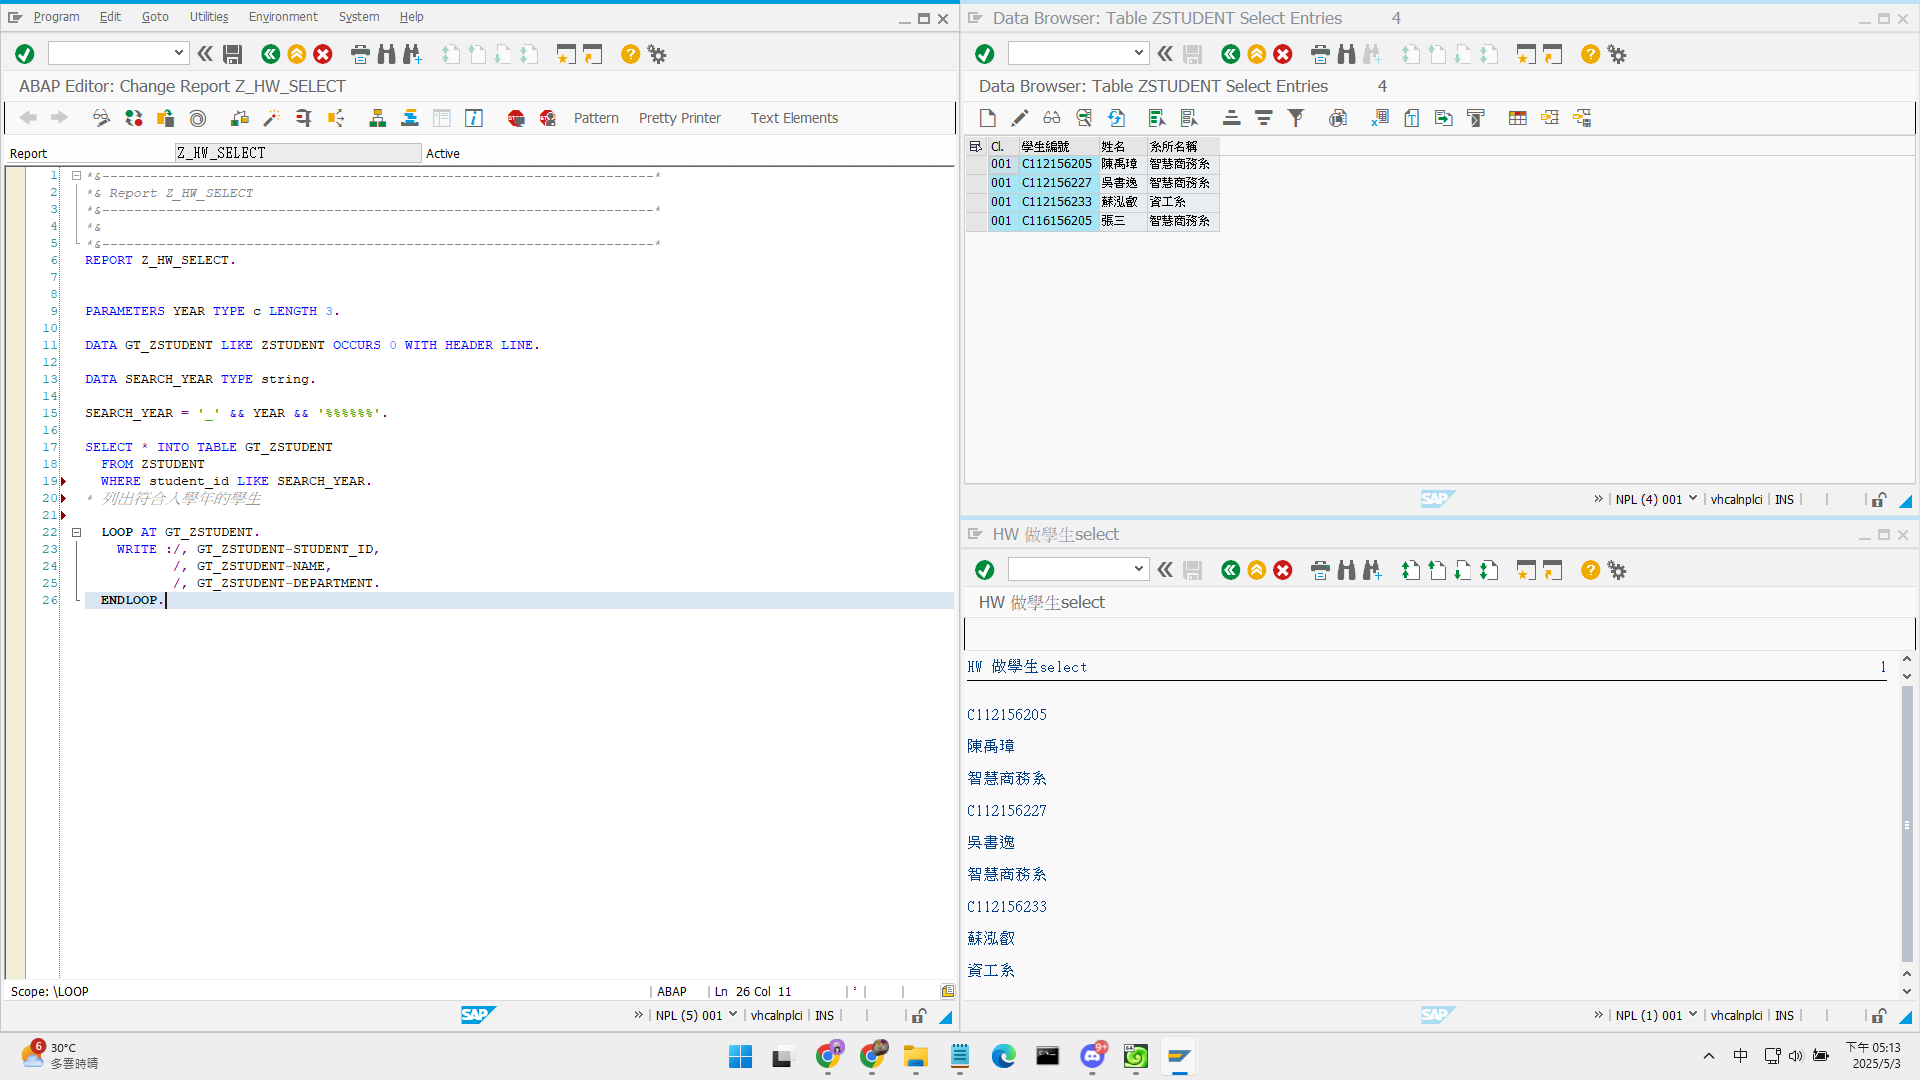 Program Edit Goto Utilities Environment System Help
ABAP Editor: Change Report Z_HW_SELECT
Pattern Pretty Printer Text Elements
Report Z_HW_SELECT Active
1 *&---------------------------------------------------------------------*
2 *& Report Z_HW_SELECT
3 *&---------------------------------------------------------------------*
4 *&
5 *&---------------------------------------------------------------------*
6 REPORT Z_HW_SELECT.
7
8
9 PARAMETERS YEAR TYPE c LENGTH 3.
10
11 DATA GT_ZSTUDENT LIKE ZSTUDENT OCCURS 0 WITH HEADER LINE.
12
13 DATA SEARCH_YEAR TYPE string.
14
15 SEARCH_YEAR = '_' && YEAR && '%%%%%%'.
16
17 SELECT * INTO TABLE GT_ZSTUDENT
18 FROM ZSTUDENT
19 WHERE student_id LIKE SEARCH_YEAR.
20 * 列出符合入學年的學生
21
22 LOOP AT GT_ZSTUDENT.
23 WRITE :/, GT_ZSTUDENT-STUDENT_ID,
24 /, GT_ZSTUDENT-NAME,
25 /, GT_ZSTUDENT-DEPARTMENT.
26 ENDLOOP.
Scope: \LOOP ABAP Ln 26 Col 11
SAP NPL (5) 001 vhcalnplci INS
Data Browser: Table ZSTUDENT Select Entries 4
Data Browser: Table ZSTUDENT Select Entries 4
Cl. 學生編號 姓名 系所名稱
001 C112156205 陳禹璋 智慧商務系
001 C112156227 吳書逸 智慧商務系
001 C112156233 蘇泓叡 資工系
001 C116156205 張三 智慧商務系
SAP NPL (4) 001 vhcalnplci INS
HW 做學生select
HW 做學生select
HW 做學生select 1
C112156205
陳禹璋
智慧商務系
C112156227
吳書逸
智慧商務系
C112156233
蘇泓叡
資工系
SAP NPL (1) 001 vhcalnplci INS
6
30°C
多雲時晴
9+
中
下午 05:13
2025/5/3